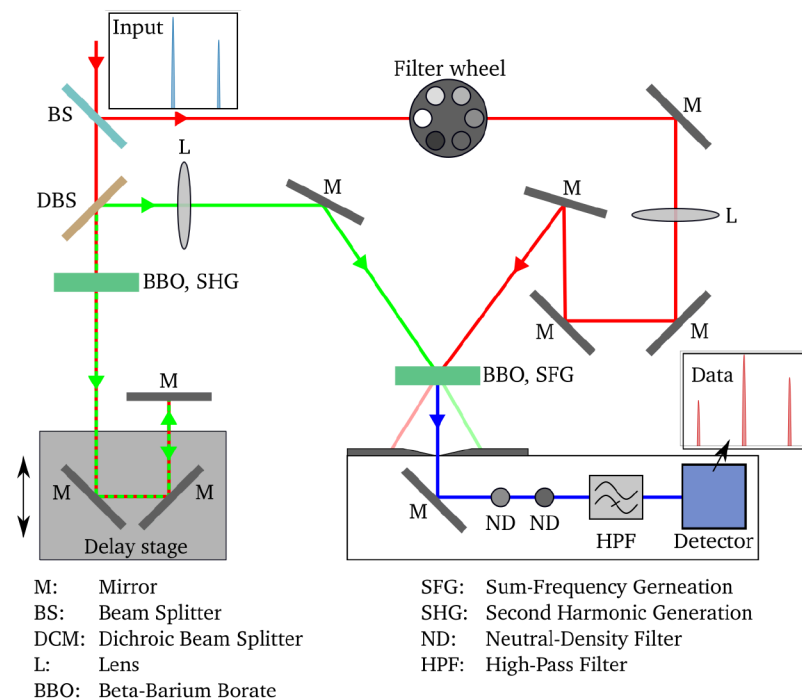 Input
Filter wheel
M
BS
L
DBS
M
M
L
BBO, SHG
M
M
M
BBO, SFG
Data
M
M
M
Delay stage
M
ND
ND
HPF
Detector
M: Mirror
BS: Beam Splitter
DCM: Dichroic Beam Splitter
L: Lens
BBO: Beta-Barium Borate
SFG: Sum-Frequency Gerneation
SHG: Second Harmonic Generation
ND: Neutral-Density Filter
HPF: High-Pass Filter